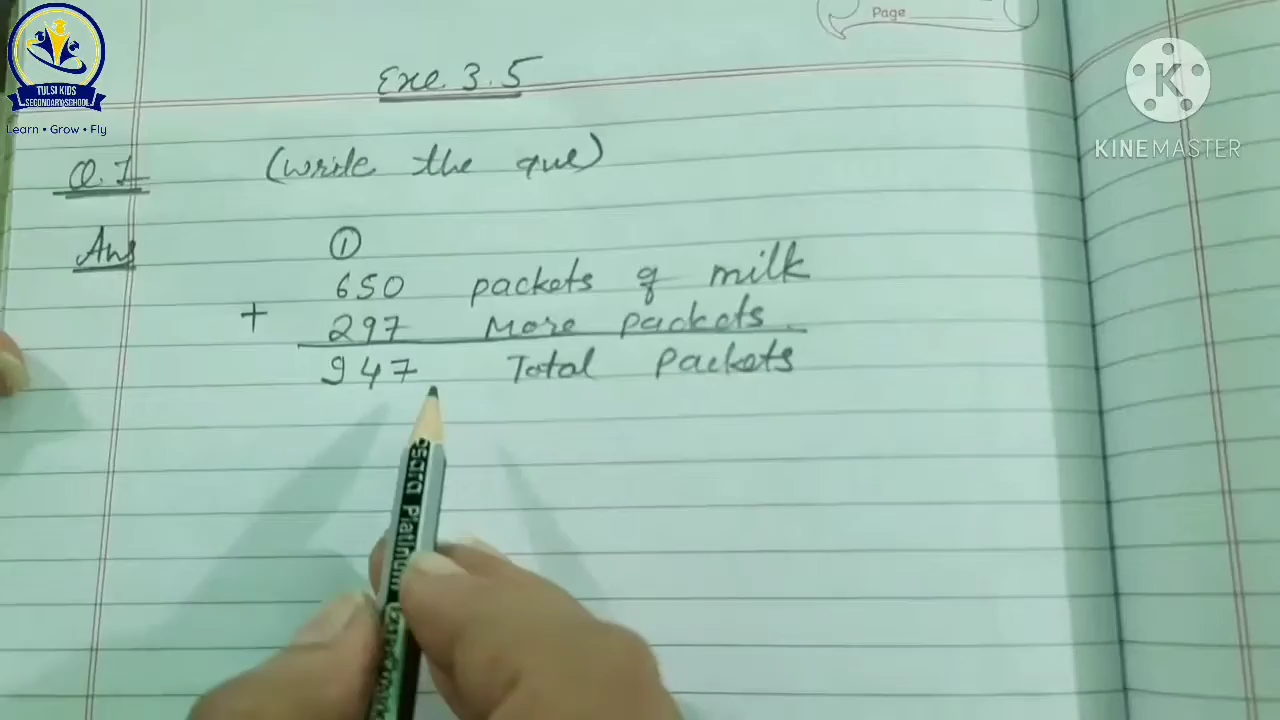 Page
TULSI KIDS
SECONDARY SCHOOL
Learn • Grow • Fly
K
KINEMASTER
Exe. 3.5
Q.1 (write the que)
Ans ①
650 packets of milk
+ 297 More packets.
947 Total Packets
Platinum